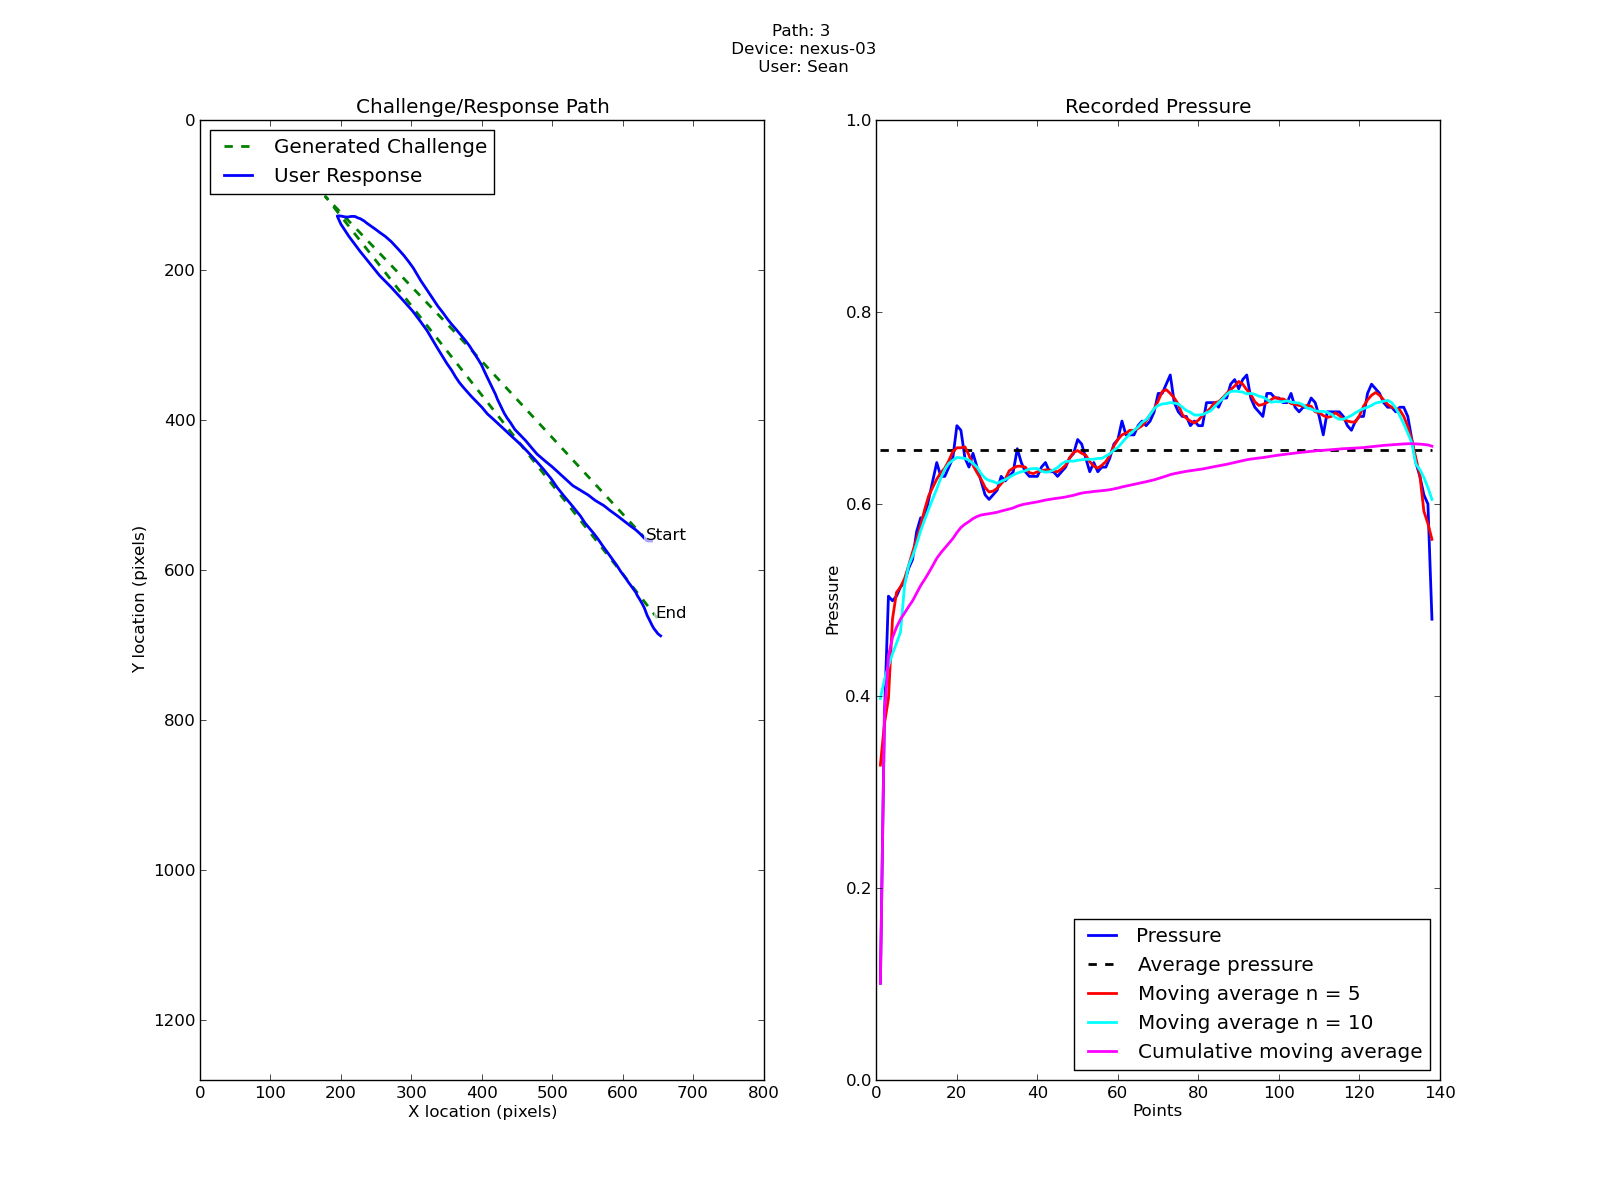 Path: 3
Device: nexus-03
User: Sean
Challenge/Response Path
Generated Challenge
User Response
Start
End
0
200
400
600
800
1000
1200
Y location (pixels)
0 100 200 300 400 500 600 700 800
X location (pixels)
Recorded Pressure
1.0
0.8
0.6
0.4
0.2
0.0
Pressure
Pressure
Average pressure
Moving average n = 5
Moving average n = 10
Cumulative moving average
0 20 40 60 80 100 120 140
Points